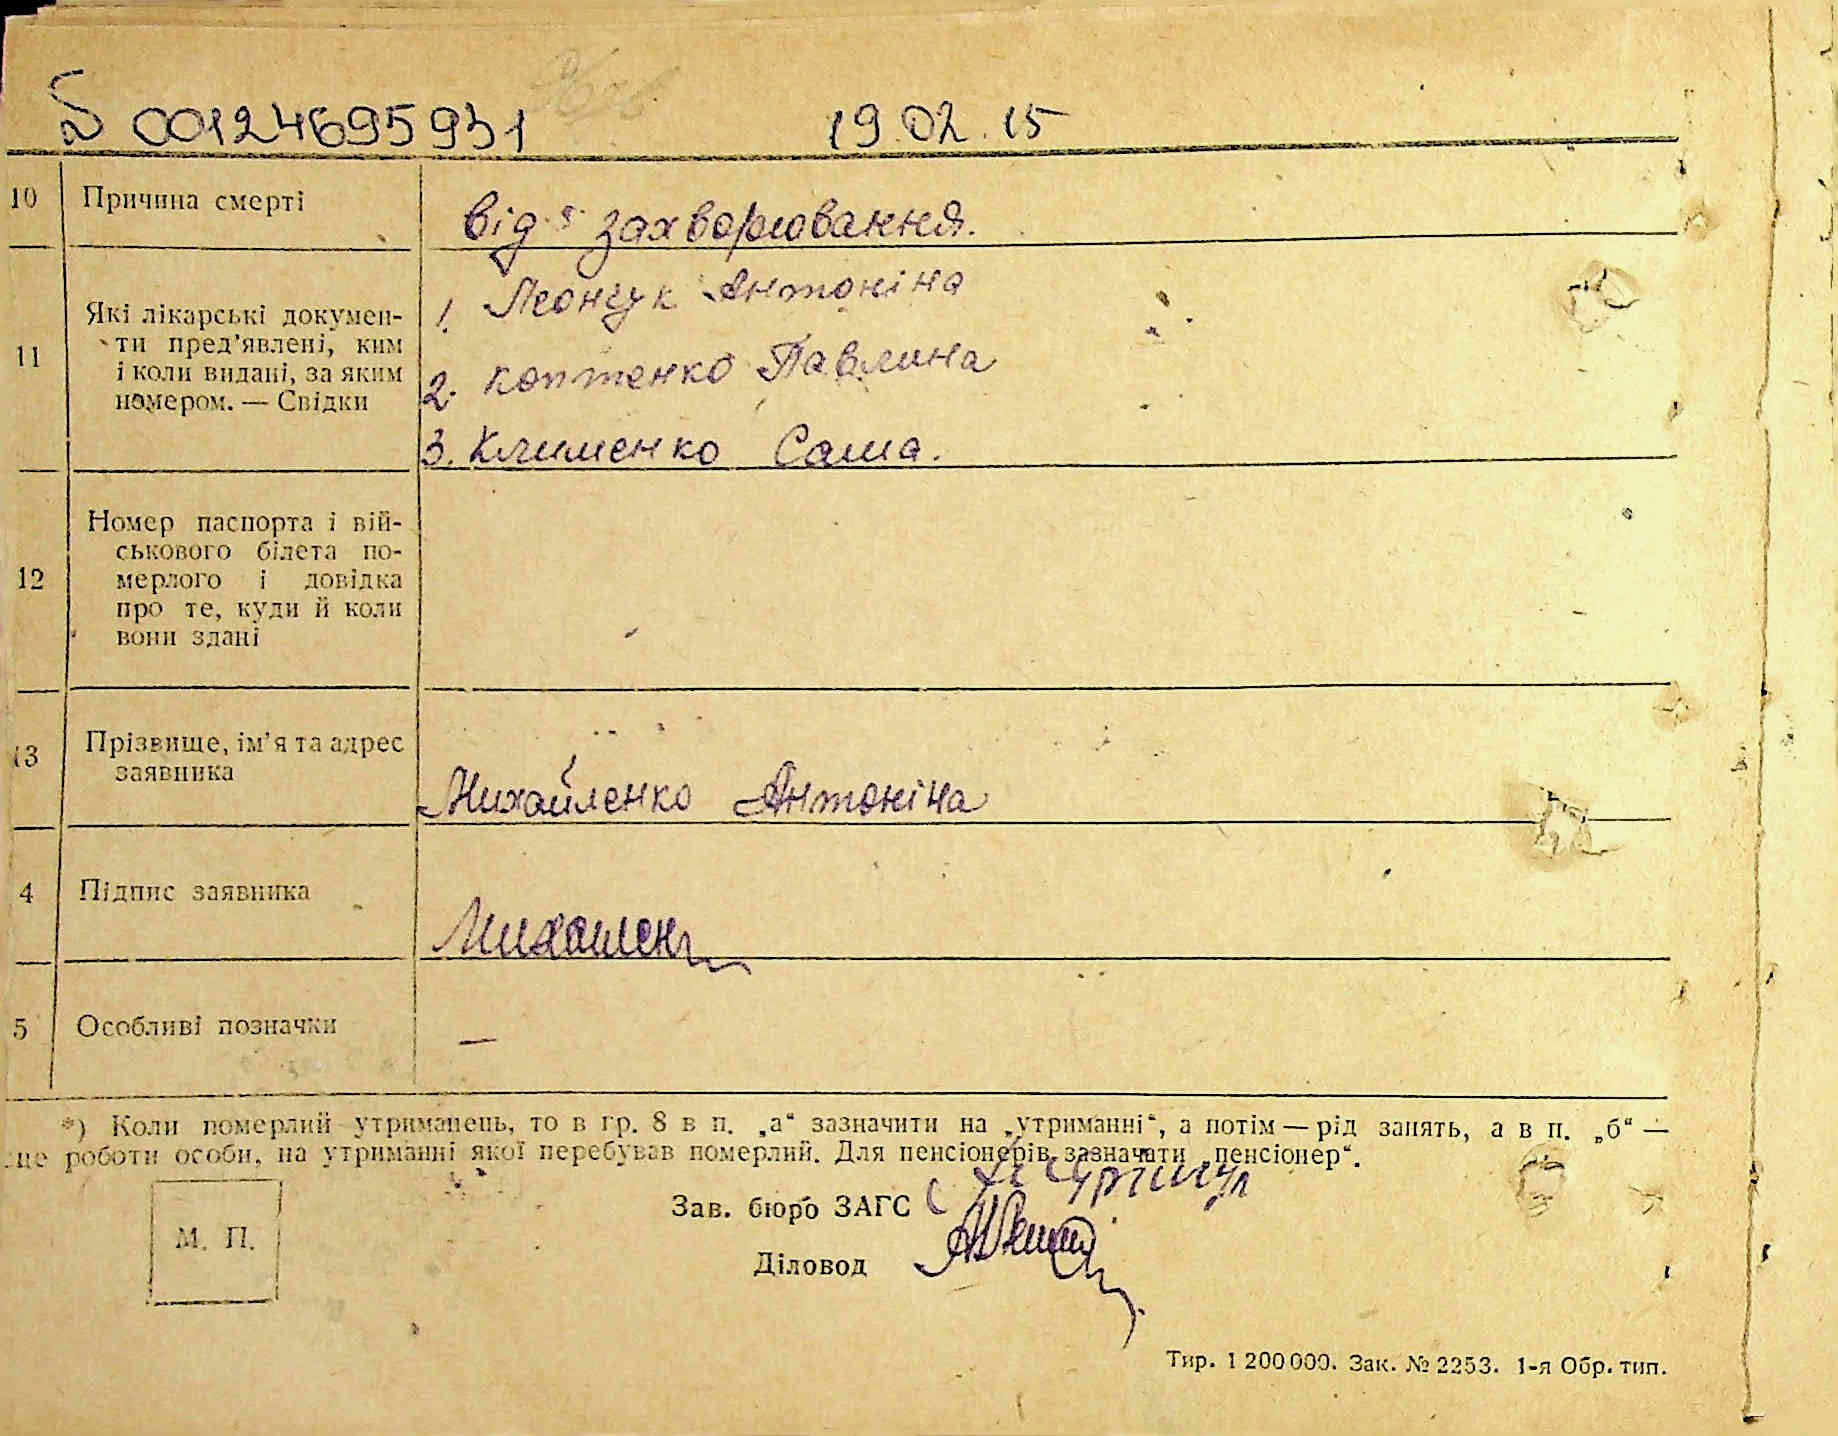 00124695931 19.02.15
10 Причина смерті від захворювання.
11 Які лікарські докумен-
ти пред'явлені, ким
і коли видані, за яким
номером. — Свідки
1. Леончук Антоніна
2. Коптенко Павлина
3. Клименко Саша.
12 Номер паспорта і вій-
ськового білета по-
мерлого і довідка
про те, куди й коли
вони здані
13 Прізвище, ім'я та адрес
заявника
Михайленко Антоніна
4 Підпис заявника
5 Особливі позначки —
*) Коли померлий утриманець, то в гр. 8 в п. „а“ зазначити на „утриманні“, а потім — рід занять, а в п. „б“ —
це роботи особи, на утриманні якої перебував померлий. Для пенсіонерів зазначати „пенсіонер“.
Зав. бюро ЗАГС
М. П.
Діловод
Тир. 1 200 000. Зак. № 2253. 1-я Обр. тип.